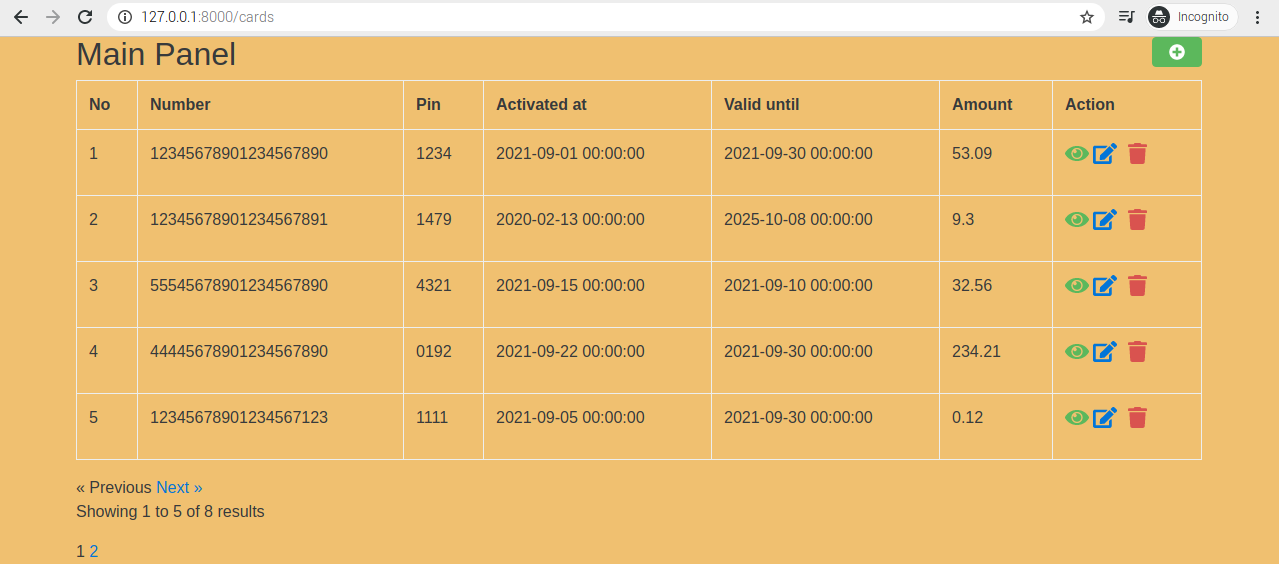 127.0.0.1:8000/cards Incognito
Main Panel
No Number Pin Activated at Valid until Amount Action
1 12345678901234567890 1234 2021-09-01 00:00:00 2021-09-30 00:00:00 53.09
2 12345678901234567891 1479 2020-02-13 00:00:00 2025-10-08 00:00:00 9.3
3 55545678901234567890 4321 2021-09-15 00:00:00 2021-09-10 00:00:00 32.56
4 44445678901234567890 0192 2021-09-22 00:00:00 2021-09-30 00:00:00 234.21
5 12345678901234567123 1111 2021-09-05 00:00:00 2021-09-30 00:00:00 0.12
« Previous Next »
Showing 1 to 5 of 8 results
1 2